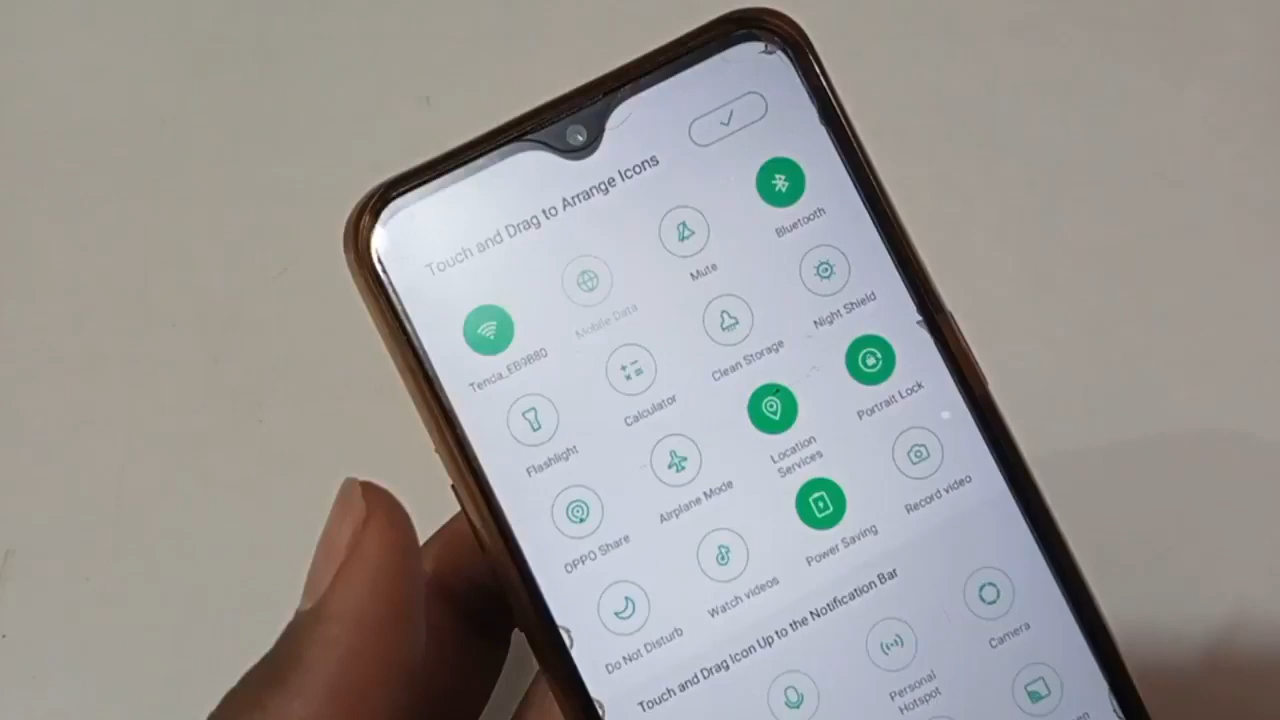 Touch and Drag to Arrange Icons
Tenda_EB9B80
Mobile Data
Mute
Bluetooth
Flashlight
Calculator
Clean Storage
Night Shield
OPPO Share
Airplane Mode
Location
Services
Portrait Lock
Do Not Disturb
Watch videos
Power Saving
Record video
Touch and Drag Icon Up to the Notification Bar
Personal
Hotspot
Camera